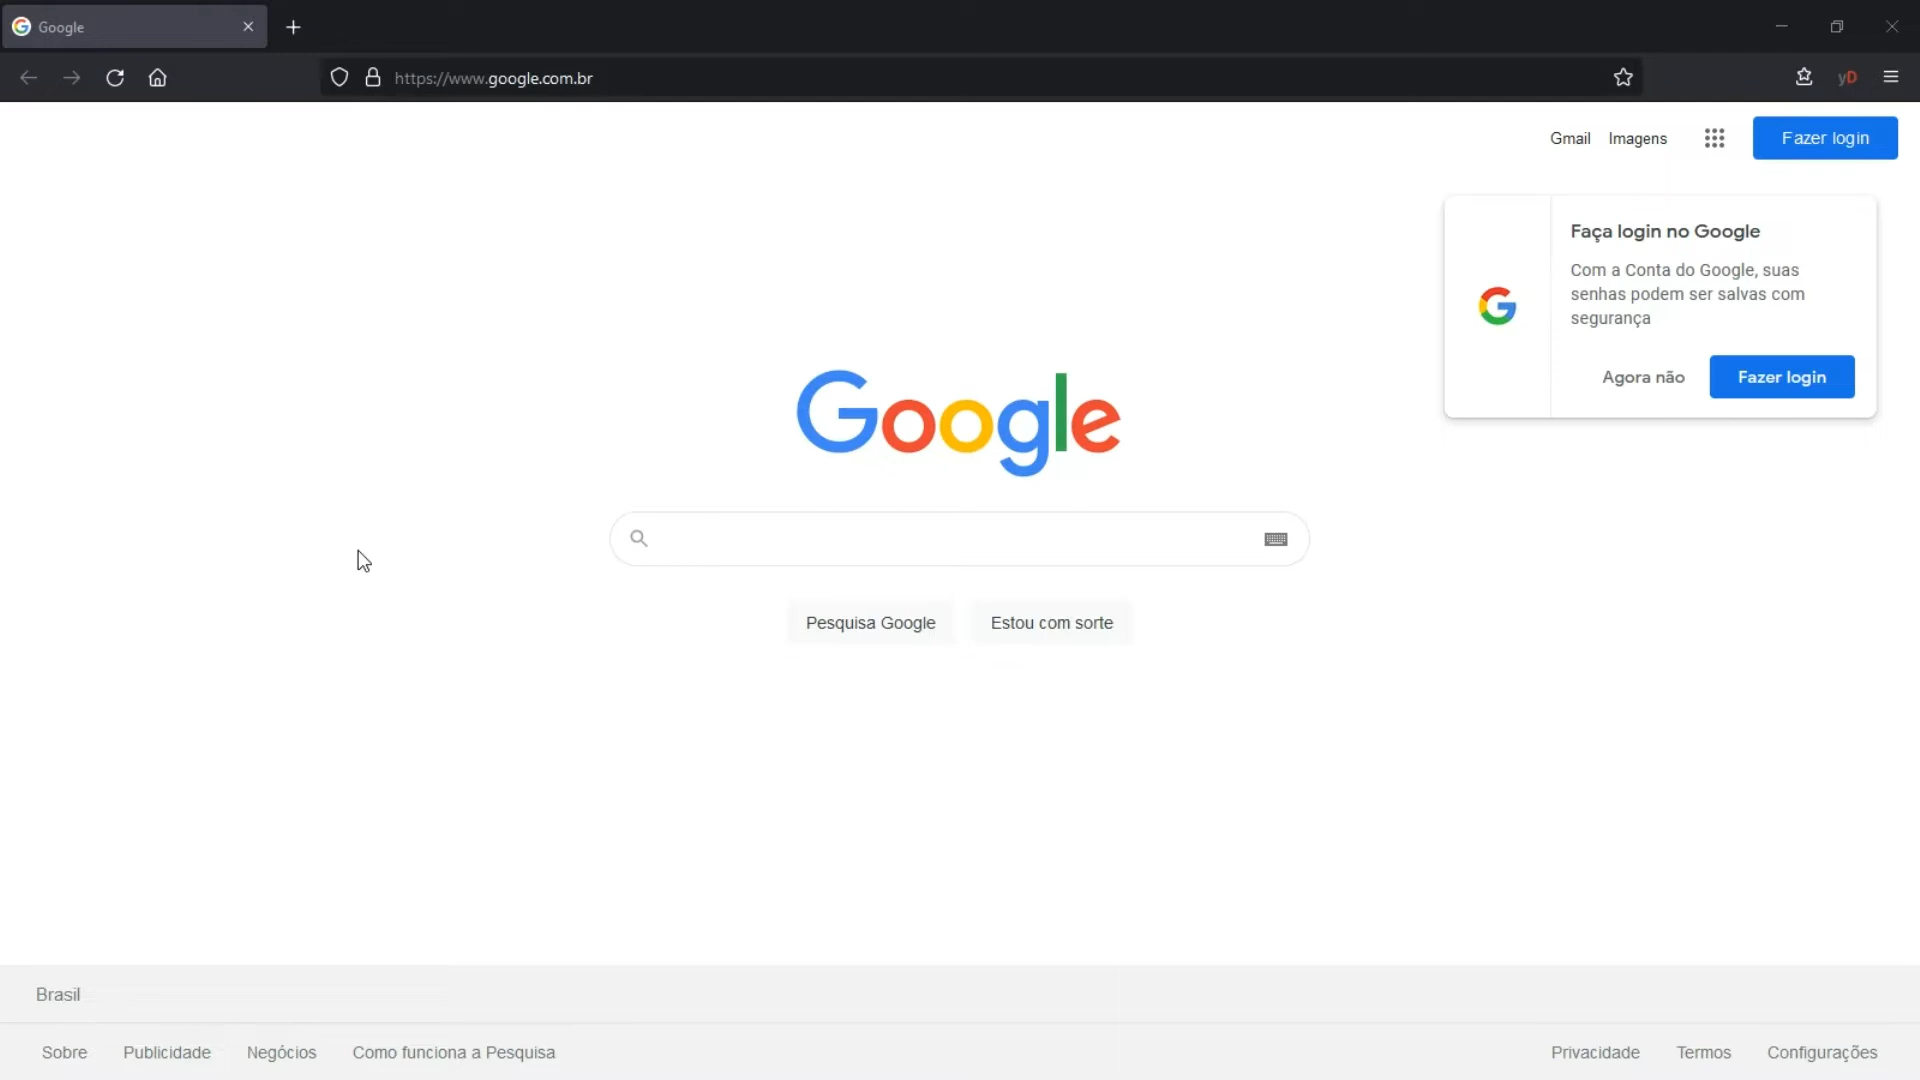 Google
https://www.google.com.br
yD
Gmail Imagens Fazer login
Faça login no Google
Com a Conta do Google, suas
senhas podem ser salvas com
segurança
Agora não Fazer login
Google
Pesquisa Google Estou com sorte
Brasil
Sobre Publicidade Negócios Como funciona a Pesquisa Privacidade Termos Configurações